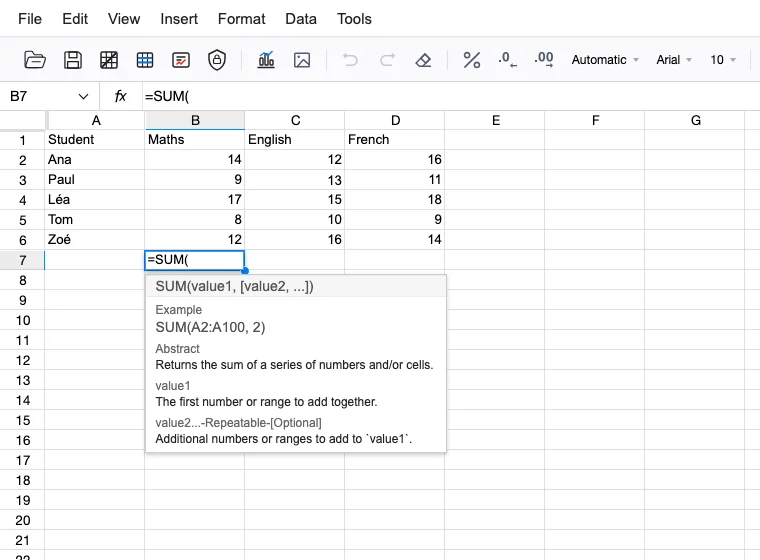 File Edit View Insert Format Data Tools
% .0 .00 Automatic Arial 10
B7 fx =SUM(
A B C D E F G
1 Student Maths English French
2 Ana 14 12 16
3 Paul 9 13 11
4 Léa 17 15 18
5 Tom 8 10 9
6 Zoé 12 16 14
7 =SUM(
8 SUM(value1, [value2, ...])
9 Example
10 SUM(A2:A100, 2)
11 Abstract
12 Returns the sum of a series of numbers and/or cells.
13 value1
14 The first number or range to add together.
15 value2...-Repeatable-[Optional]
16 Additional numbers or ranges to add to `value1`.
17
18
19
20
21
22